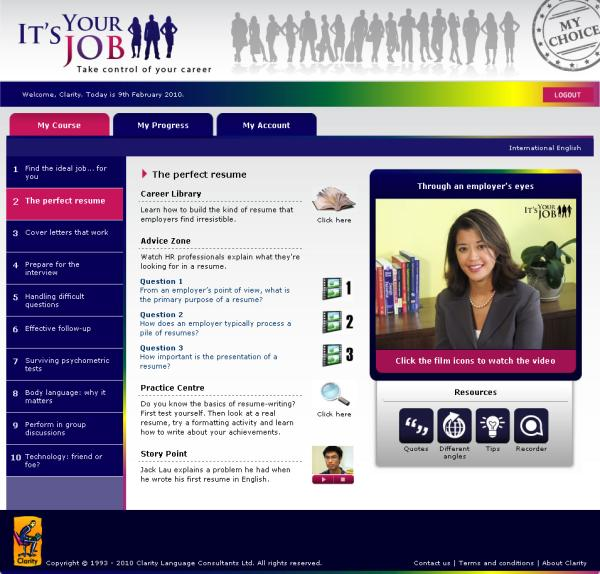 IT'S YOUR JOB
Take control of your career
MY CHOICE
Welcome, Clarity. Today is 9th February 2010.
LOGOUT
My Course
My Progress
My Account
International English
1 Find the ideal job... for you
2 The perfect resume
3 Cover letters that work
4 Prepare for the interview
5 Handling difficult questions
6 Effective follow-up
7 Surviving psychometric tests
8 Body language: why it matters
9 Perform in group discussions
10 Technology: friend or foe?
The perfect resume
Career Library
Learn how to build the kind of resume that
employers find irresistible.
Click here
Advice Zone
Watch HR professionals explain what they're
looking for in a resume.
Question 1
From an employer's point of view, what is
the primary purpose of a resume?
1
Question 2
How does an employer typically process a
pile of resumes?
2
Question 3
How important is the presentation of a
resume?
3
Practice Centre
Do you know the basics of resume-writing?
First test yourself. Then look at a real
resume, try a formatting activity and learn
how to write about your achievements.
Click here
Story Point
Jack Lau explains a problem he had when
he wrote his first resume in English.
Through an employer's eyes
IT'S YOUR JOB
Click the film icons to watch the video
Resources
Quotes
Different angles
Tips
Recorder
Clarity
Copyright © 1993 - 2010 Clarity Language Consultants Ltd. All rights reserved.
Contact us | Terms and conditions | About Clarity